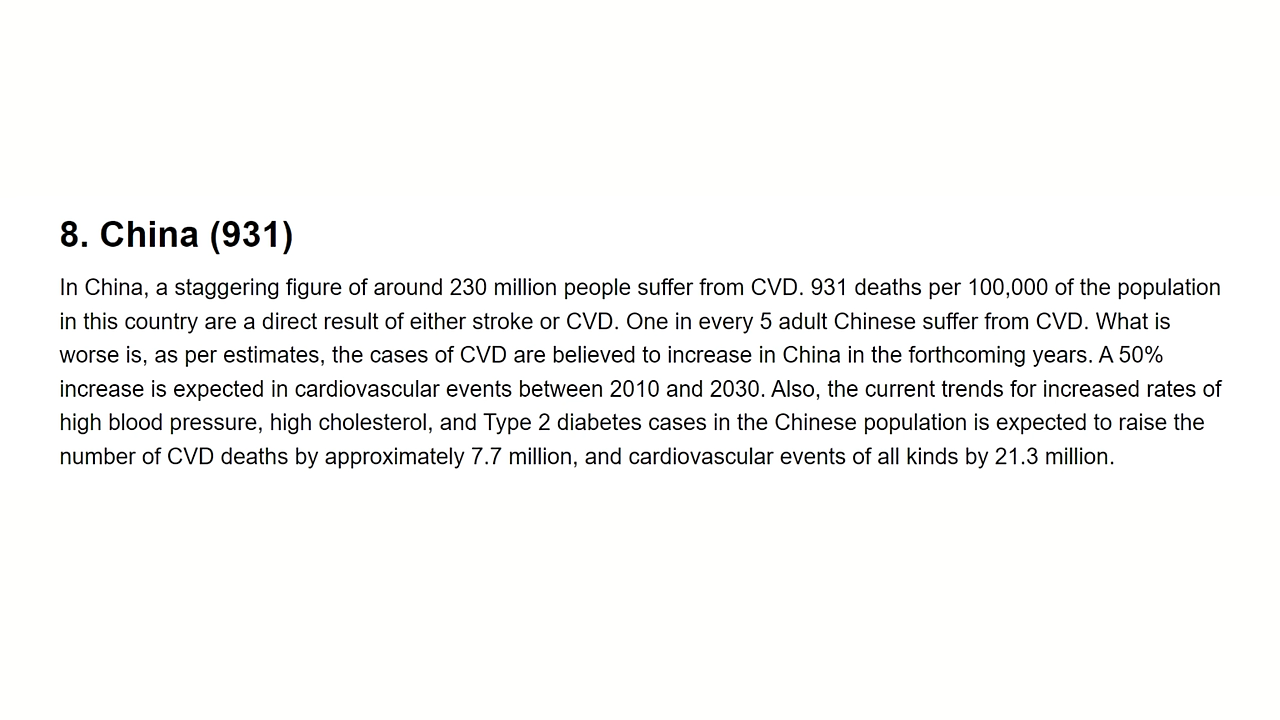 8. China (931)
In China, a staggering figure of around 230 million people suffer from CVD. 931 deaths per 100,000 of the population
in this country are a direct result of either stroke or CVD. One in every 5 adult Chinese suffer from CVD. What is
worse is, as per estimates, the cases of CVD are believed to increase in China in the forthcoming years. A 50%
increase is expected in cardiovascular events between 2010 and 2030. Also, the current trends for increased rates of
high blood pressure, high cholesterol, and Type 2 diabetes cases in the Chinese population is expected to raise the
number of CVD deaths by approximately 7.7 million, and cardiovascular events of all kinds by 21.3 million.